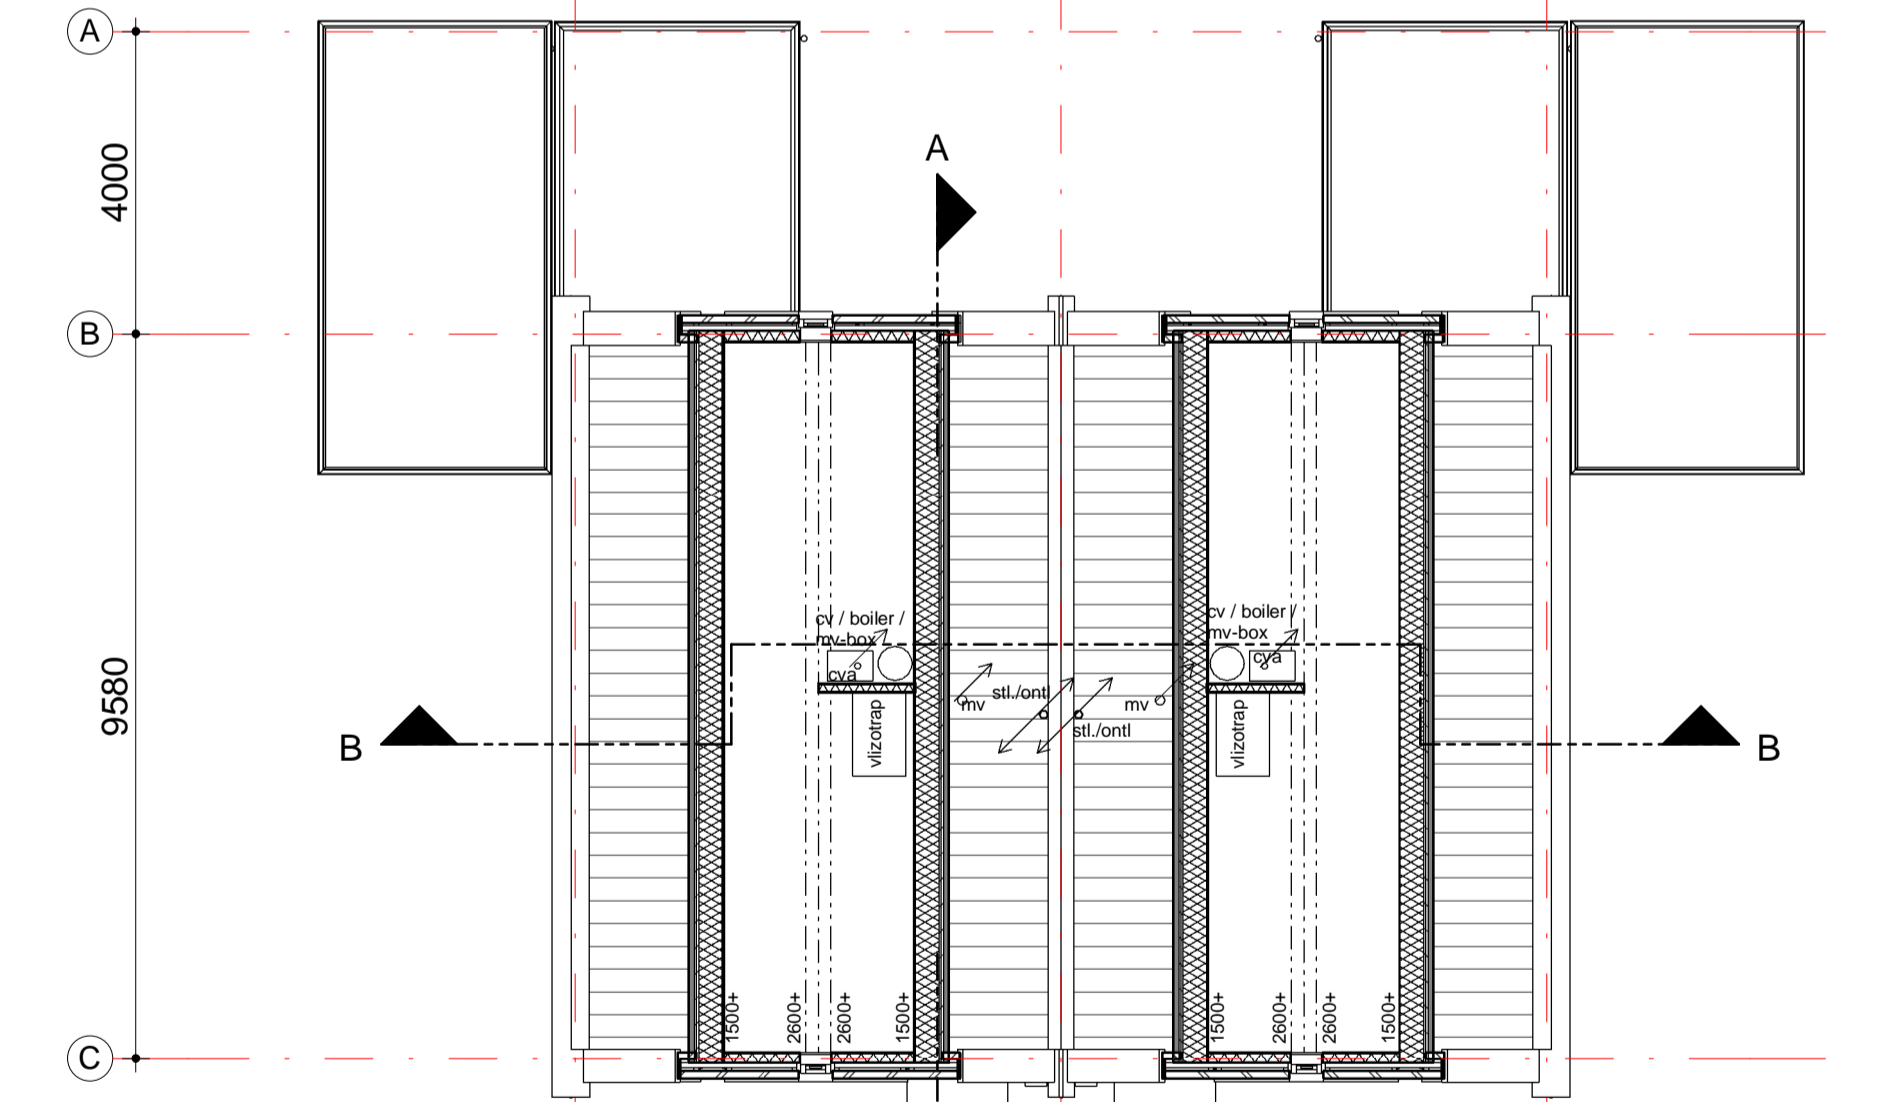 A
4000
A
B
cv / boiler /
mv-box
cva
cv / boiler /
mv-box
cva
9580
mv
stl./ontl
mv
stl./ontl
vlizotrap
vlizotrap
B
B
1500+
2600+
2600+
1500+
1500+
2600+
2600+
1500+
C